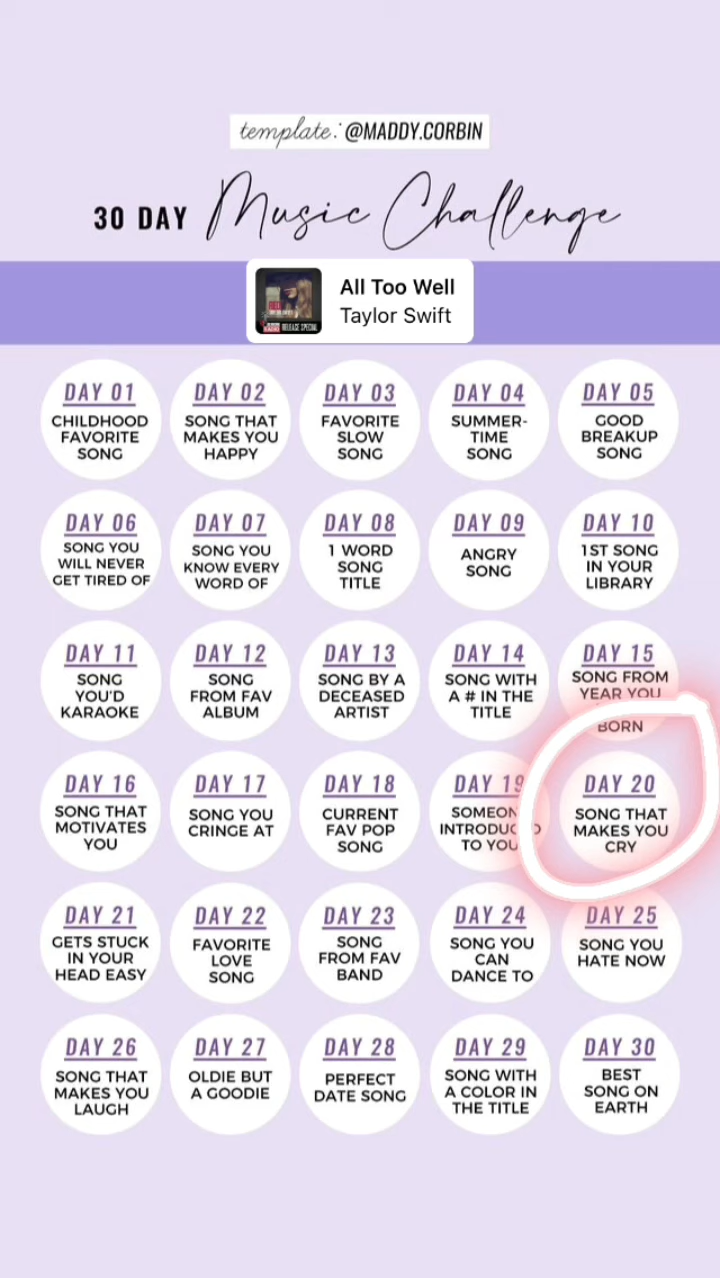 template: @MADDY.CORBIN
30 DAY Music Challenge
All Too Well
Taylor Swift
RELEASE SPECIAL
DAY 01
CHILDHOOD
FAVORITE
SONG
DAY 02
SONG THAT
MAKES YOU
HAPPY
DAY 03
FAVORITE
SLOW
SONG
DAY 04
SUMMER-
TIME
SONG
DAY 05
GOOD
BREAKUP
SONG
DAY 06
SONG YOU
WILL NEVER
GET TIRED OF
DAY 07
SONG YOU
KNOW EVERY
WORD OF
DAY 08
1 WORD
SONG
TITLE
DAY 09
ANGRY
SONG
DAY 10
1ST SONG
IN YOUR
LIBRARY
DAY 11
SONG
YOU'D
KARAOKE
DAY 12
SONG
FROM FAV
ALBUM
DAY 13
SONG BY A
DECEASED
ARTIST
DAY 14
SONG WITH
A # IN THE
TITLE
DAY 15
SONG FROM
YEAR YOU
BORN
DAY 16
SONG THAT
MOTIVATES
YOU
DAY 17
SONG YOU
CRINGE AT
DAY 18
CURRENT
FAV POP
SONG
DAY 19
SOMEON
INTRODUCED
TO YOU
DAY 20
SONG THAT
MAKES YOU
CRY
DAY 21
GETS STUCK
IN YOUR
HEAD EASY
DAY 22
FAVORITE
LOVE
SONG
DAY 23
SONG
FROM FAV
BAND
DAY 24
SONG YOU
CAN
DANCE TO
DAY 25
SONG YOU
HATE NOW
DAY 26
SONG THAT
MAKES YOU
LAUGH
DAY 27
OLDIE BUT
A GOODIE
DAY 28
PERFECT
DATE SONG
DAY 29
SONG WITH
A COLOR IN
THE TITLE
DAY 30
BEST
SONG ON
EARTH